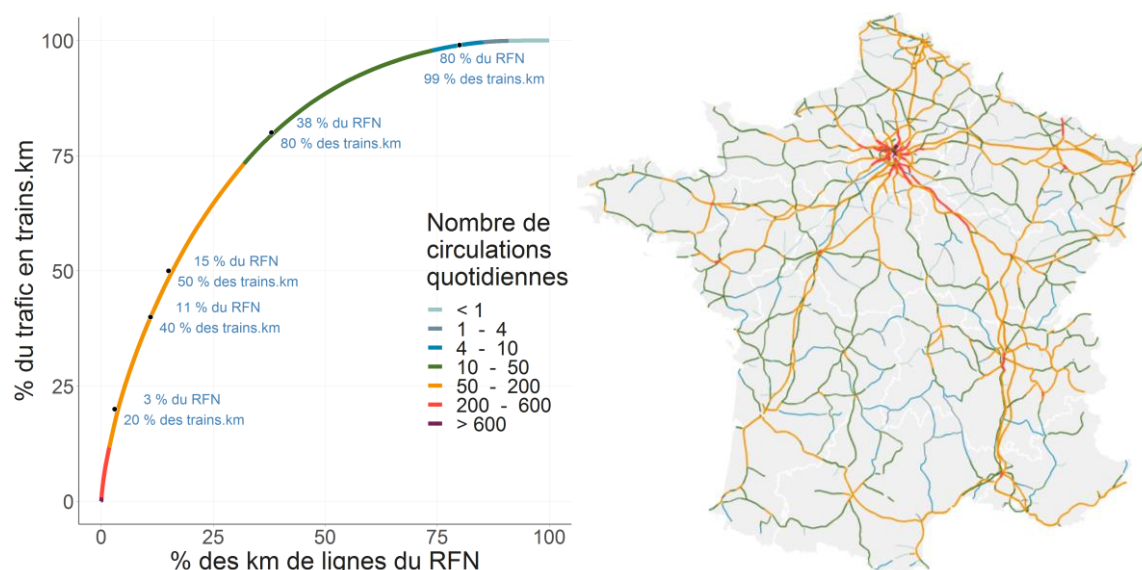 % du trafic en trains.km
100
75
50
25
0
80 % du RFN
99 % des trains.km
38 % du RFN
80 % des trains.km
15 % du RFN
50 % des trains.km
11 % du RFN
40 % des trains.km
3 % du RFN
20 % des trains.km
Nombre de
circulations
quotidiennes
< 1
1 - 4
4 - 10
10 - 50
50 - 200
200 - 600
> 600
0
25
50
75
100
% des km de lignes du RFN